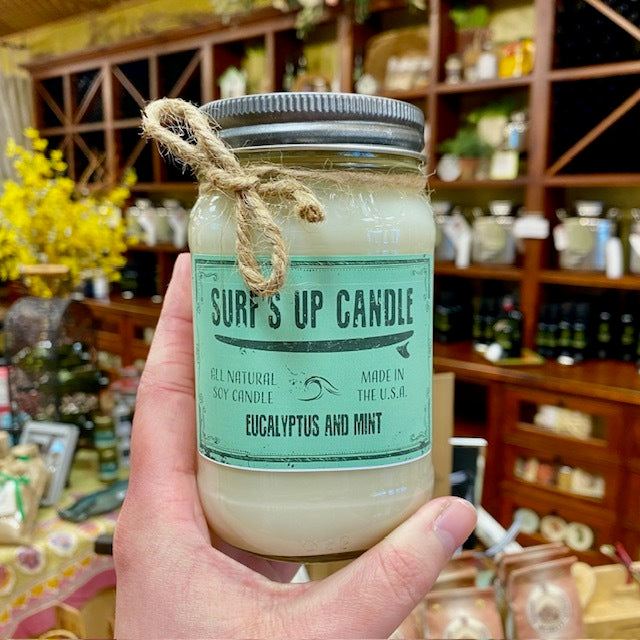 SURF'S UP CANDLE
ALL NATURAL
SOY CANDLE
MADE IN
THE U.S.A.
EUCALYPTUS AND MINT